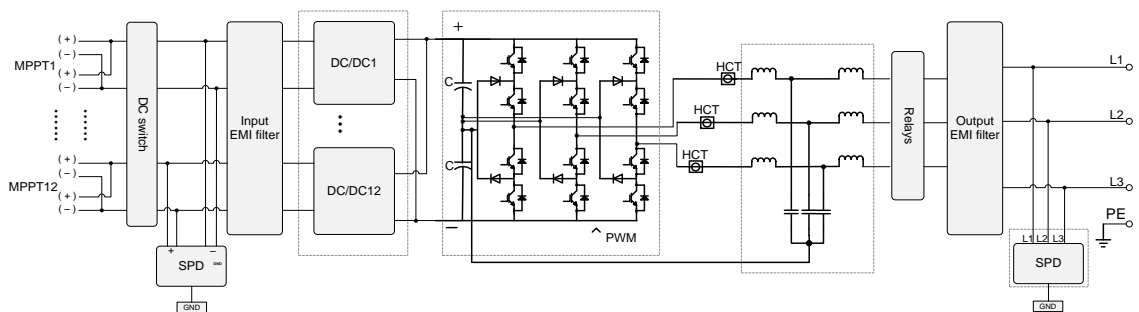 (+)
(−)
MPPT1
(+)
(−)
(+)
(−)
MPPT12
(+)
(−)
DC switch
Input
EMI filter
DC/DC1
DC/DC12
+
−
SPD
GND
GND
+
C
C
−
PWM
HCT
HCT
HCT
Relays
Output
EMI filter
L1
L2
L3
PE
L1 L2 L3
SPD
GND